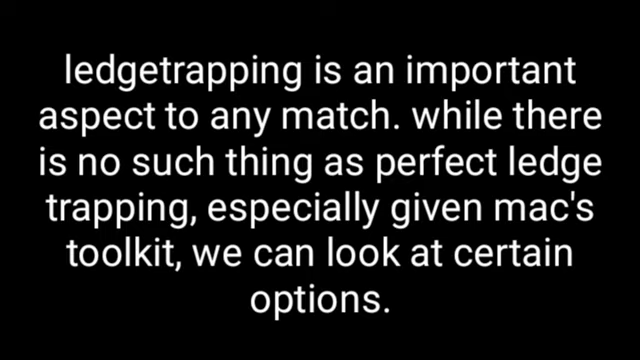 ledgetrapping is an important
aspect to any match. while there
is no such thing as perfect ledge
trapping, especially given mac's
toolkit, we can look at certain
options.